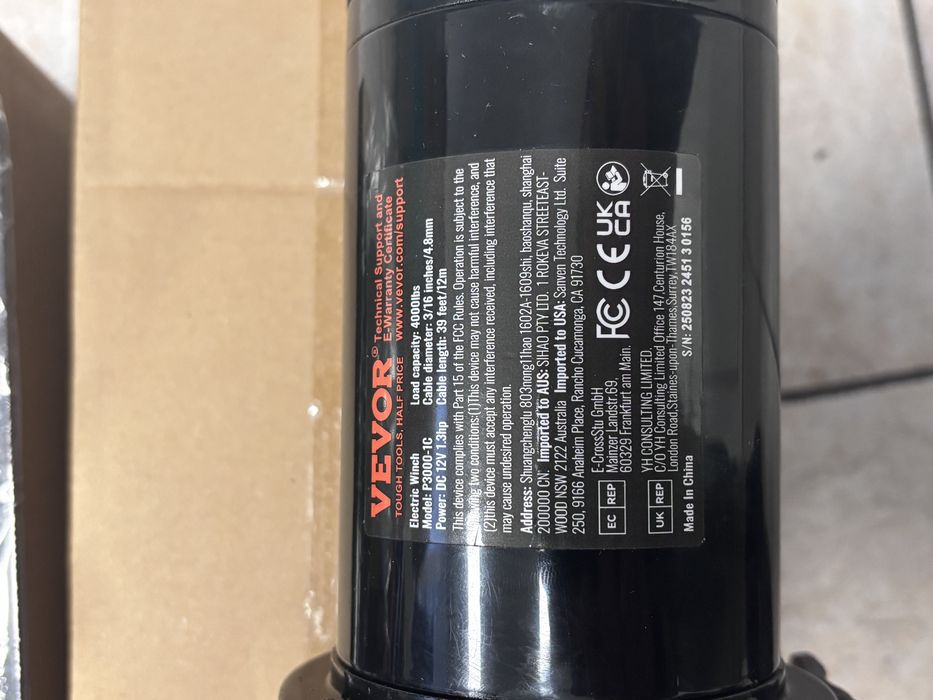 VEVOR® Technical Support and
TOUGH TOOLS, HALF PRICE E-Warranty Certificate
www.vevor.com/support
Electric Winch Load capacity: 4000lbs
Model: P3000-1C Cable diameter: 3/16 inches/4.8mm
Power: DC 12V 1.3hp Cable length: 39 feet/12m
This device complies with Part 15 of the FCC Rules. Operation is subject to the
following two conditions:(1)This device may not cause harmful interference, and
(2)this device must accept any interference received, including interference that
may cause undesired operation.
Address: Shuangchenglu 803nong11hao 1602A-1609shi, baoshanqu, shanghai
200000 CN. Imported to AUS: SIHAO PTY LTD. 1 ROKEVA STREETEAST-
WOOD NSW 2122 Australia Imported to USA: Sanven Technology Ltd. Suite
250, 9166 Anaheim Place, Rancho Cucamonga, CA 91730
EC REP
E-CrossStu GmbH
Mainzer Landstr.69,
60329 Frankfurt am Main.
FC CE UK CA
UK REP
YH CONSULTING LIMITED.
C/O YH Consulting Limited Office 147,Centurion House,
London Road,Staines-upon-Thames,Surrey,TW184AX
Made In China S/N: 250823 2451 3 0156